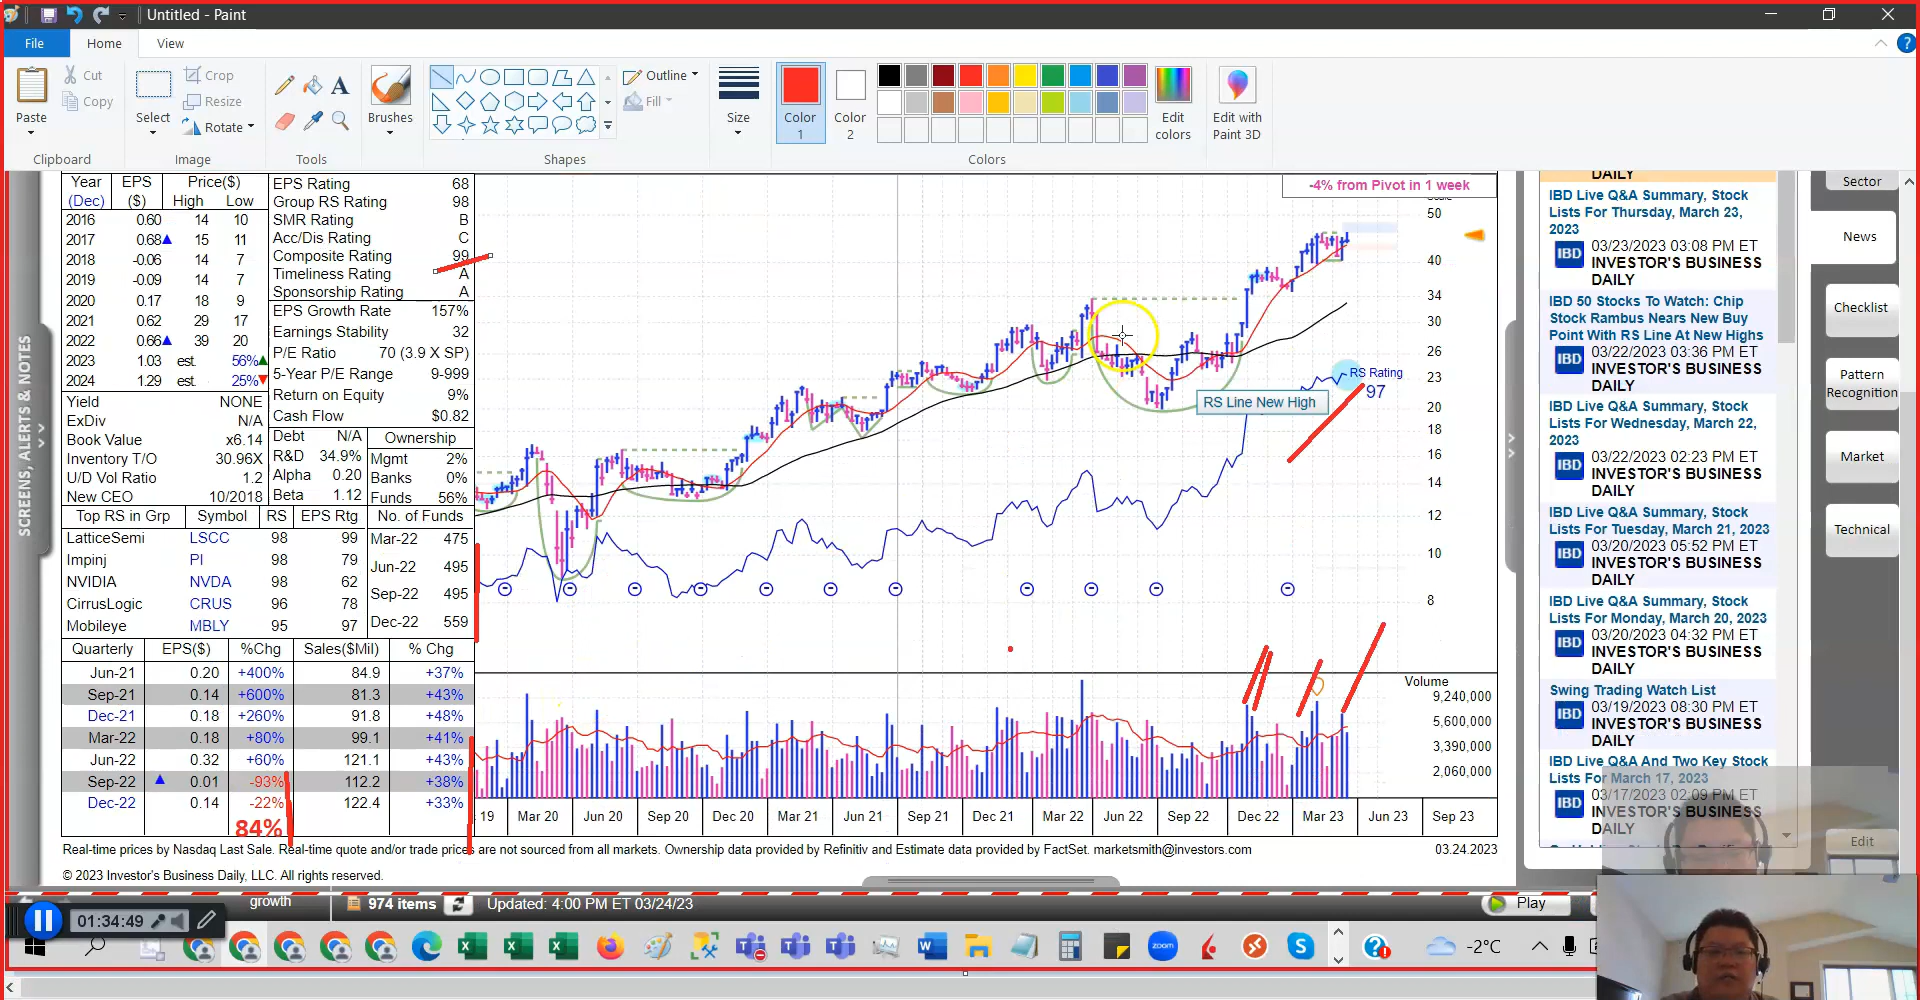 Untitled - Paint
File Home View
Paste
Cut
Copy
Clipboard
Select
Crop
Resize
Rotate
Image
Tools
Brushes
Shapes
Outline
Fill
Size
Color 1
Color 2
Edit colors
Edit with Paint 3D
Colors
SCREENS, ALERTS & NOTES
Year EPS Price($)
(Dec) ($) High Low
2016 0.60 14 10
2017 0.68 15 11
2018 -0.06 14 7
2019 -0.09 14 7
2020 0.17 18 9
2021 0.62 29 17
2022 0.66 39 20
2023 1.03 est. 56%
2024 1.29 est. 25%
Yield NONE
ExDiv N/A
Book Value x6.14
Inventory T/O 30.96X
U/D Vol Ratio 1.2
New CEO 10/2018
EPS Rating 68
Group RS Rating 98
SMR Rating B
Acc/Dis Rating C
Composite Rating 99
Timeliness Rating A
Sponsorship Rating A
EPS Growth Rate 157%
Earnings Stability 32
P/E Ratio 70 (3.9 X SP)
5-Year P/E Range 9-999
Return on Equity 9%
Cash Flow $0.82
Debt N/A
R&D 34.9%
Alpha 0.20
Beta 1.12
Ownership
Mgmt 2%
Banks 0%
Funds 56%
Top RS in Grp Symbol RS EPS Rtg
LatticeSemi LSCC 98 99
Impinj PI 98 79
NVIDIA NVDA 98 62
CirrusLogic CRUS 96 78
Mobileye MBLY 95 97
No. of Funds
Mar-22 475
Jun-22 495
Sep-22 495
Dec-22 559
Quarterly EPS($) %Chg Sales($Mil) % Chg
Jun-21 0.20 +400% 84.9 +37%
Sep-21 0.14 +600% 81.3 +43%
Dec-21 0.18 +260% 91.8 +48%
Mar-22 0.18 +80% 99.1 +41%
Jun-22 0.32 +60% 121.1 +43%
Sep-22 0.01 -93% 112.2 +38%
Dec-22 0.14 -22% 122.4 +33%
84%
-4% from Pivot in 1 week
50
40
34
30
26
23
20
18
16
14
12
10
8
RS Rating
97
RS Line New High
Volume
9,240,000
5,600,000
3,390,000
2,060,000
19 Mar 20 Jun 20 Sep 20 Dec 20 Mar 21 Jun 21 Sep 21 Dec 21 Mar 22 Jun 22 Sep 22 Dec 22 Mar 23 Jun 23 Sep 23
Real-time prices by Nasdaq Last Sale. Real-time quote and/or trade prices are not sourced from all markets. Ownership data provided by Refinitiv and Estimate data provided by FactSet. marketsmith@investors.com 03.24.2023
© 2023 Investor's Business Daily, LLC. All rights reserved.
DAILY
IBD Live Q&A Summary, Stock
Lists For Thursday, March 23,
2023
IBD 03/23/2023 03:08 PM ET
INVESTOR'S BUSINESS
DAILY
IBD 50 Stocks To Watch: Chip
Stock Rambus Nears New Buy
Point With RS Line At New Highs
IBD 03/22/2023 03:36 PM ET
INVESTOR'S BUSINESS
DAILY
IBD Live Q&A Summary, Stock
Lists For Wednesday, March 22,
2023
IBD 03/22/2023 02:23 PM ET
INVESTOR'S BUSINESS
DAILY
IBD Live Q&A Summary, Stock
Lists For Tuesday, March 21, 2023
IBD 03/20/2023 05:52 PM ET
INVESTOR'S BUSINESS
DAILY
IBD Live Q&A Summary, Stock
Lists For Monday, March 20, 2023
IBD 03/20/2023 04:32 PM ET
INVESTOR'S BUSINESS
DAILY
Swing Trading Watch List
IBD 03/19/2023 08:30 PM ET
INVESTOR'S BUSINESS
DAILY
IBD Live Q&A And Two Key Stock
Lists For March 17, 2023
IBD 03/17/2023 02:09 PM ET
INVESTOR'S BUSINESS
DAILY
Sector
News
Checklist
Pattern
Recognition
Market
Technical
Edit
growth
974 items
Updated: 4:00 PM ET 03/24/23
Play
01:34:49
zoom
-2°C